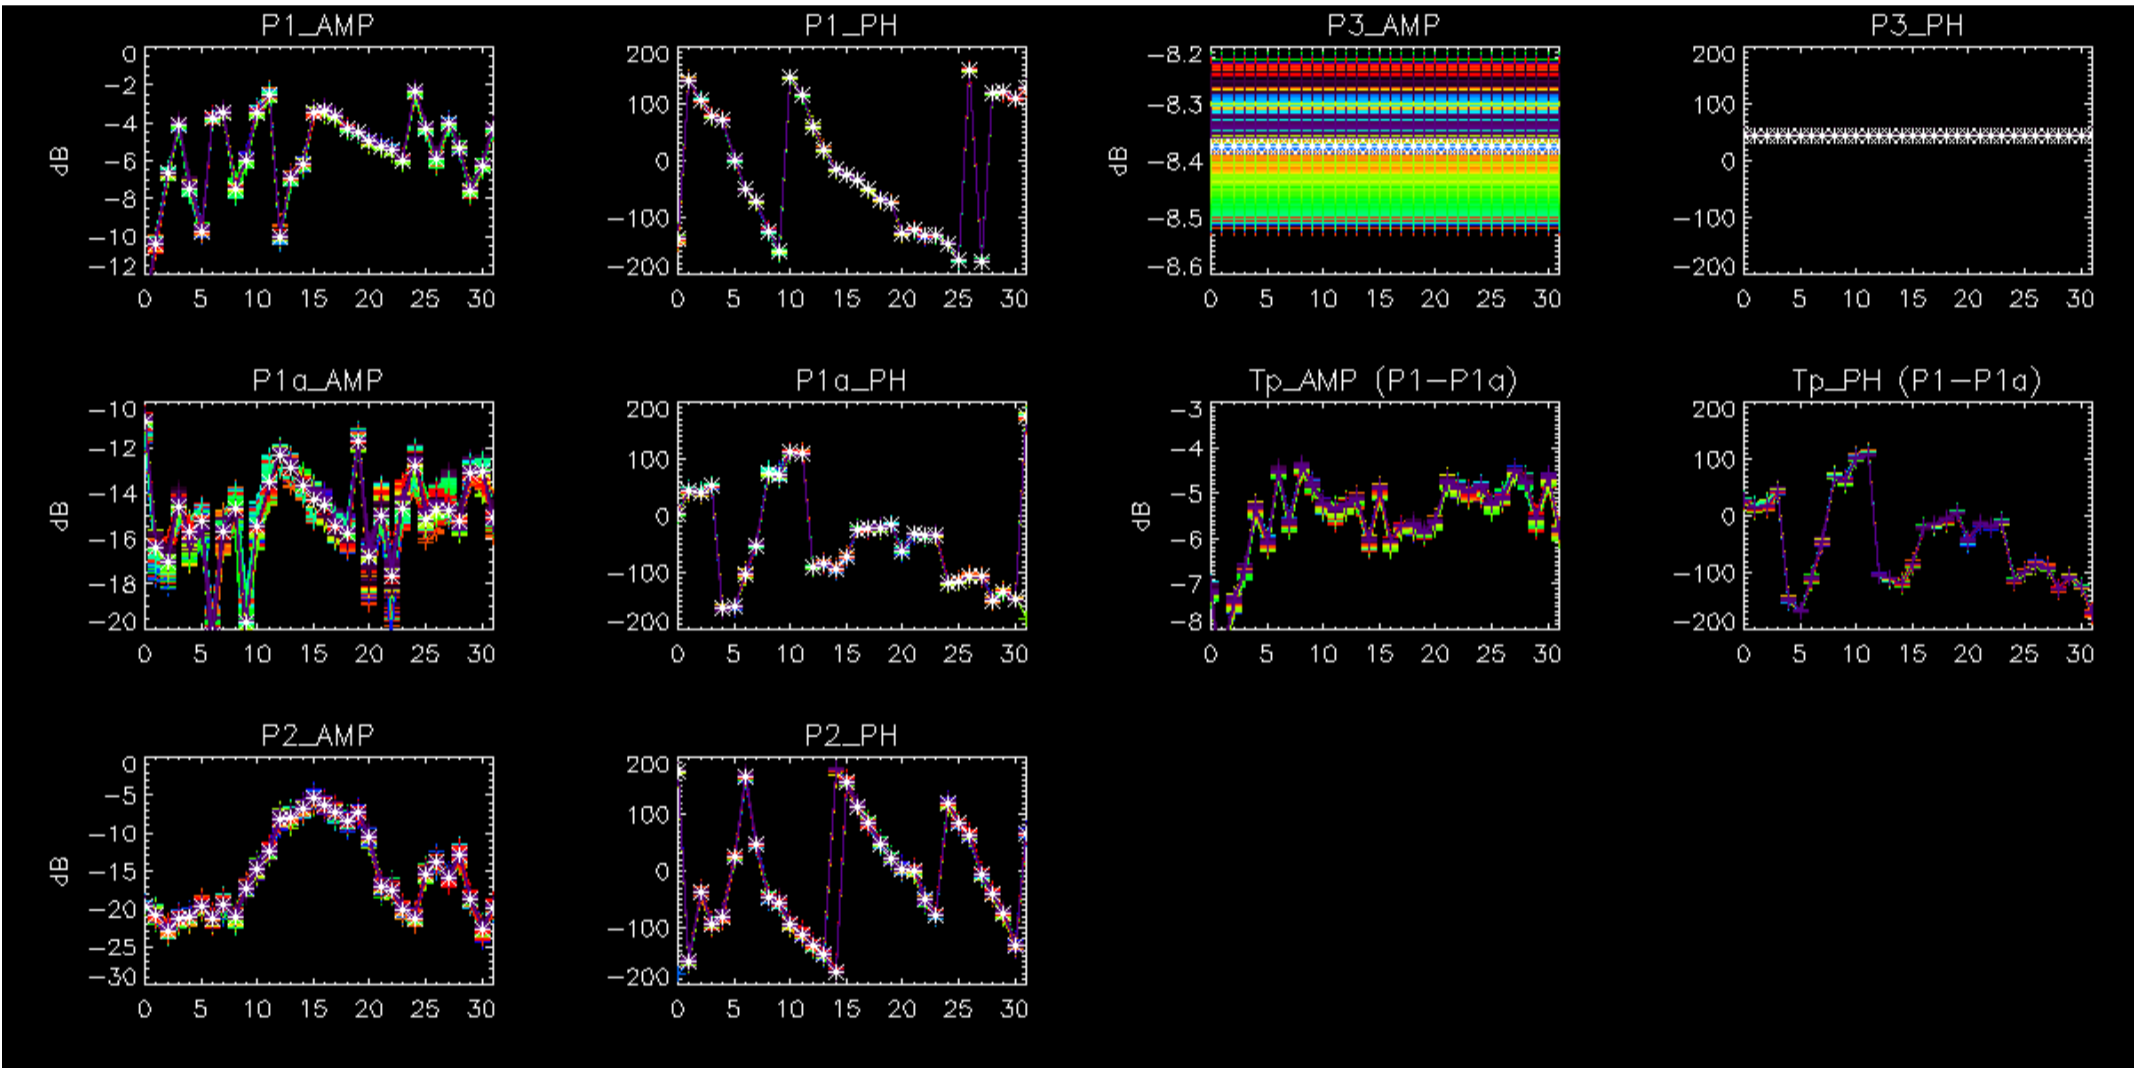 P1_AMP P1_PH P3_AMP P3_PH
0 200 -8.2 200
-2 100 -8.3 100
-4 0 -8.4 0
-6 -100 -8.5 -100
-8 -200 -8.6 -200
-10
-12
dB dB
0 5 10 15 20 25 30 0 5 10 15 20 25 30 0 5 10 15 20 25 30 0 5 10 15 20 25 30
P1a_AMP P1a_PH Tp_AMP (P1-P1a) Tp_PH (P1-P1a)
-10 200 -3 200
-12 100 -4 100
-14 0 -5 0
-16 -100 -6 -100
-18 -200 -7 -200
-20 -8
dB dB
0 5 10 15 20 25 30 0 5 10 15 20 25 30 0 5 10 15 20 25 30 0 5 10 15 20 25 30
P2_AMP P2_PH
0 200
-5 100
-10 0
-15 -100
-20 -200
-25
-30
dB
0 5 10 15 20 25 30 0 5 10 15 20 25 30